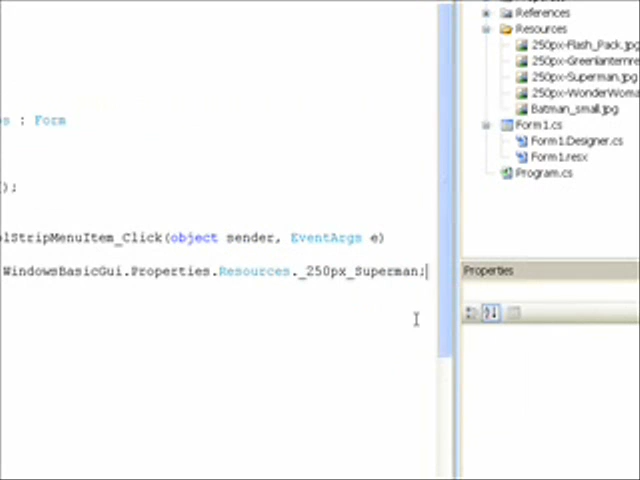 s : Form
();
olStripMenuItem_Click(object sender, EventArgs e)
WindowsBasicGui.Properties.Resources._250px_Superman;
References
Resources
250px-Flash_Pack.jpg
250px-Greenlanternre
250px-Superman.jpg
250px-WonderWoma
Batman_small.jpg
Form1.cs
Form1.Designer.cs
Form1.resx
Program.cs
Properties